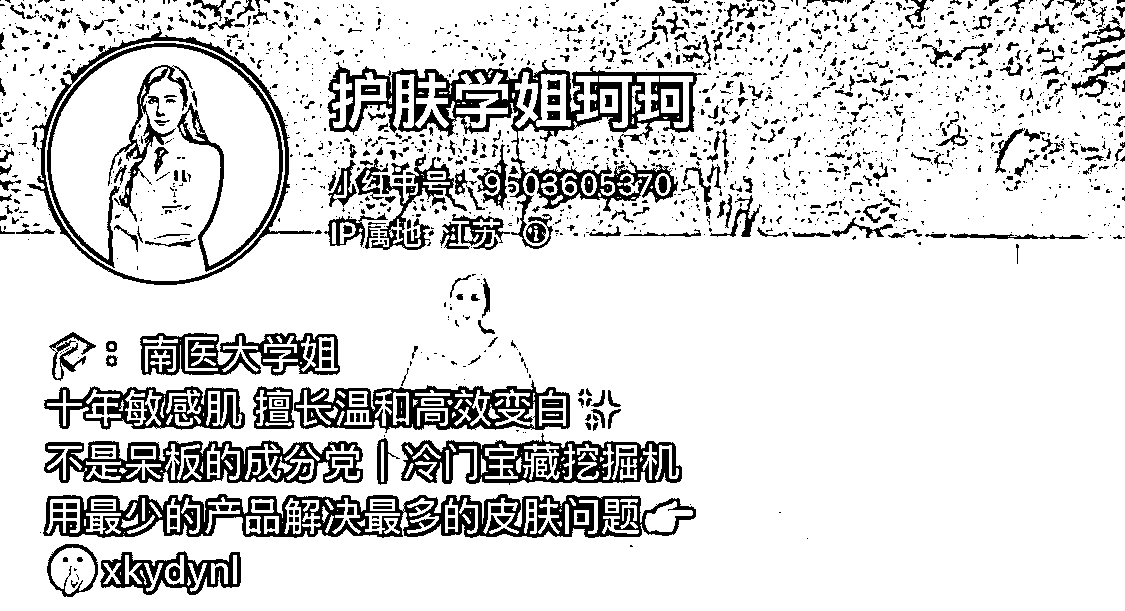 护肤学姐珂珂
小红书号：9503605370
IP属地：江苏
：南医大学姐
十年敏感肌 擅长温和高效变白
不是呆板的成分党｜冷门宝藏挖掘机
用最少的产品解决最多的皮肤问题
xkydynl